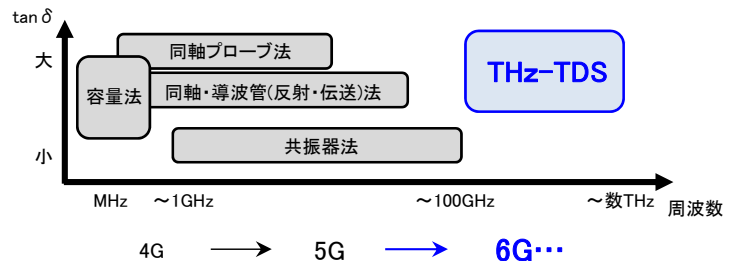 tanδ
大
同軸プローブ法
THz-TDS
容量法
同軸・導波管(反射・伝送)法
共振器法
小
MHz ～1GHz ～100GHz ～数THz 周波数
4G 5G 6G･･･